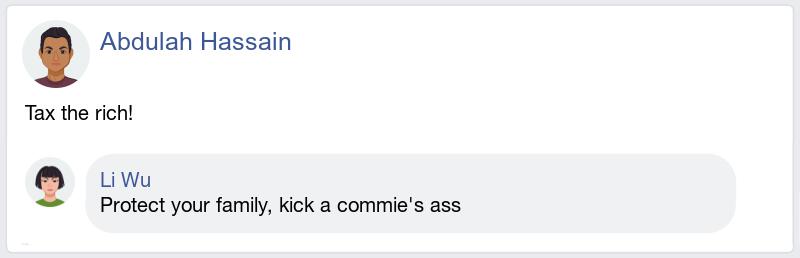 Abdulah Hassain
Tax the rich!
Li Wu
Protect your family, kick a commie's ass